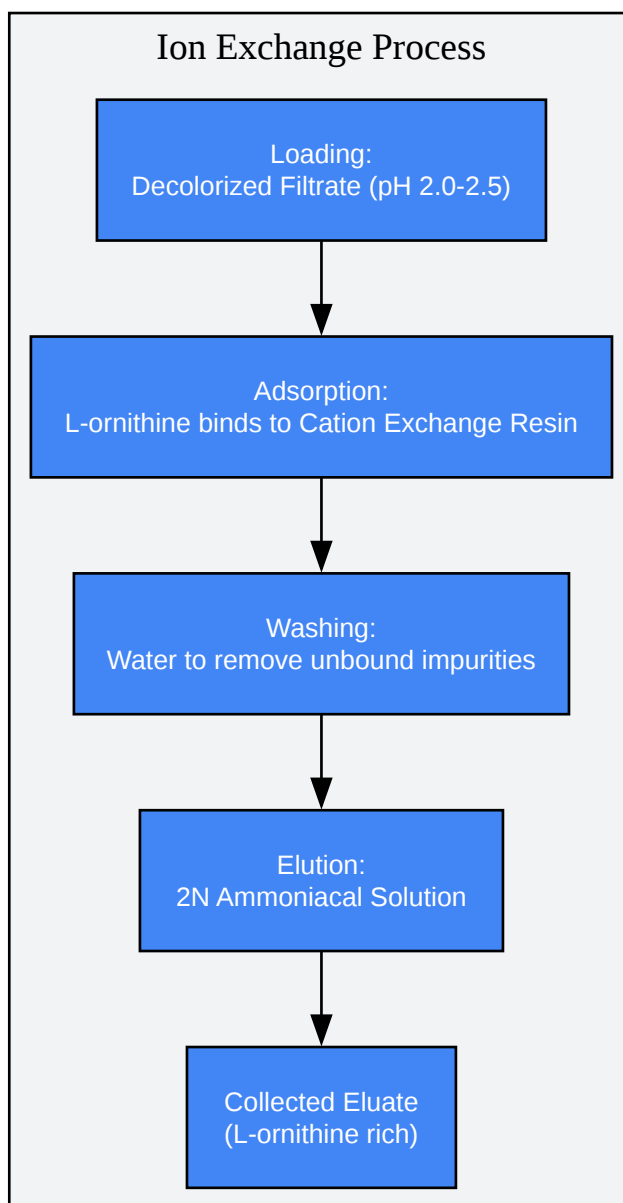 Ion Exchange Process
Loading:
Decolorized Filtrate (pH 2.0-2.5)
Adsorption:
L-ornithine binds to Cation Exchange Resin
Washing:
Water to remove unbound impurities
Elution:
2N Ammoniacal Solution
Collected Eluate
(L-ornithine rich)